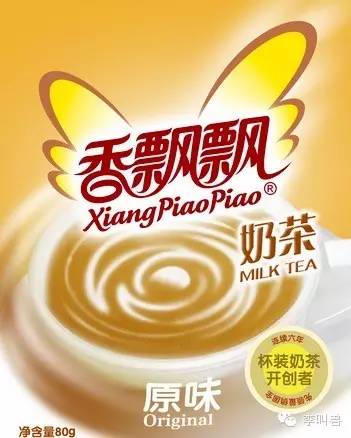 香飘飘
XiangPiaoPiao®
奶茶
MILK TEA
连续六年
杯装奶茶
开创者
原味
Original
净含量80g
李叫兽